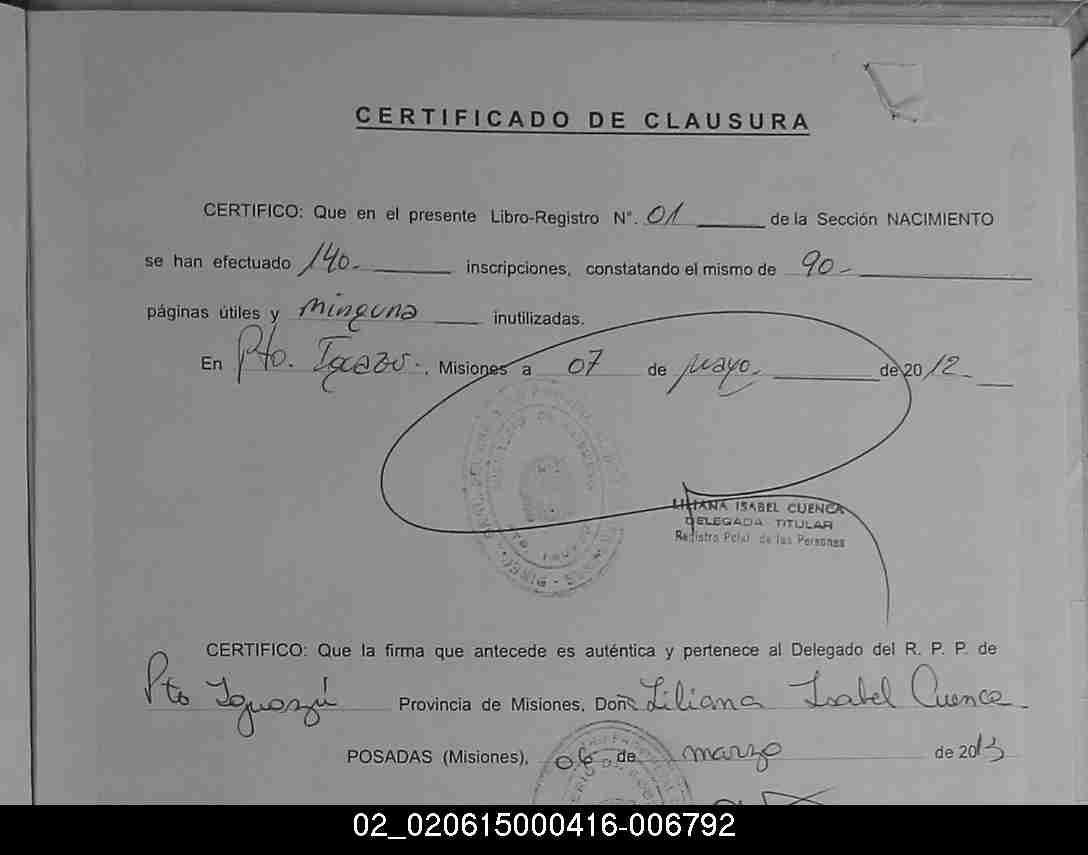 CERTIFICADO DE CLAUSURA
CERTIFICO: Que en el presente Libro-Registro N°. 01 de la Sección NACIMIENTO
se han efectuado 140.- inscripciones, constatando el mismo de 90.-
páginas útiles y ninguna inutilizadas.
En Pto. Iguazú.-, Misiones a 07 de mayo.- de 2012.-
LILIANA ISABEL CUENCA
DELEGADA TITULAR
Registro Pcial. de las Personas
CERTIFICO: Que la firma que antecede es auténtica y pertenece al Delegado del R. P. P. de
Pto Iguazú Provincia de Misiones, Doña Liliana Isabel Cuenca.
POSADAS (Misiones), 06 de marzo de 2013
02_020615000416-006792